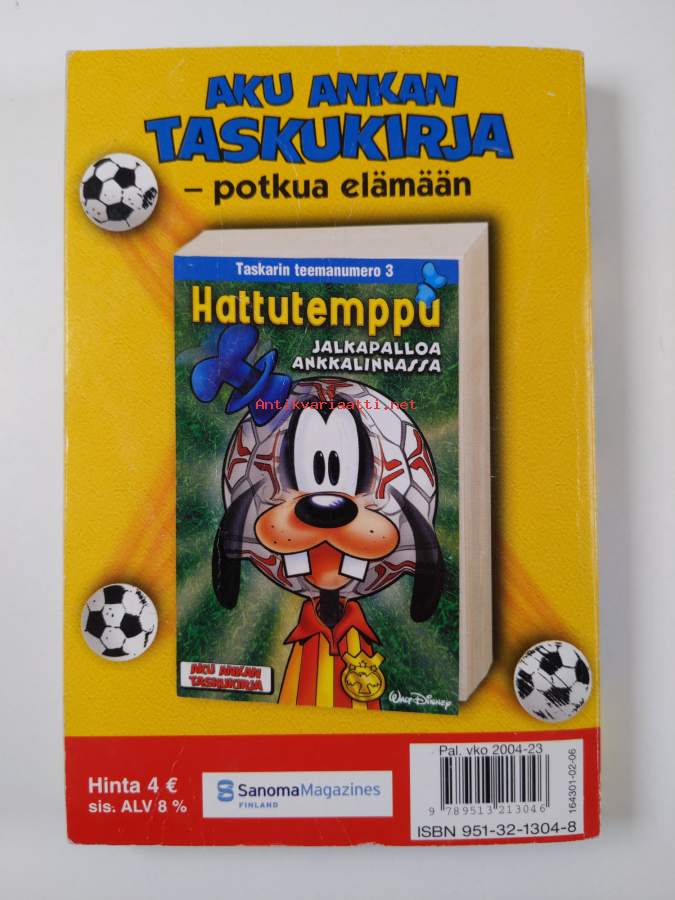 AKU ANKAN
TASKUKIRJA
– potkua elämään
Taskarin teemanumero 3
Hattutemppu
JALKAPALLOA
ANKKALINNASSA
Antikvariaatti.net
AKU ANKAN
TASKUKIRJA
WALT DISNEY
Hinta 4 €
sis. ALV 8 %
SanomaMagazines
FINLAND
Pal. vko 2004-23
9 789513 213046
ISBN 951-32-1304-8
164301-02-06